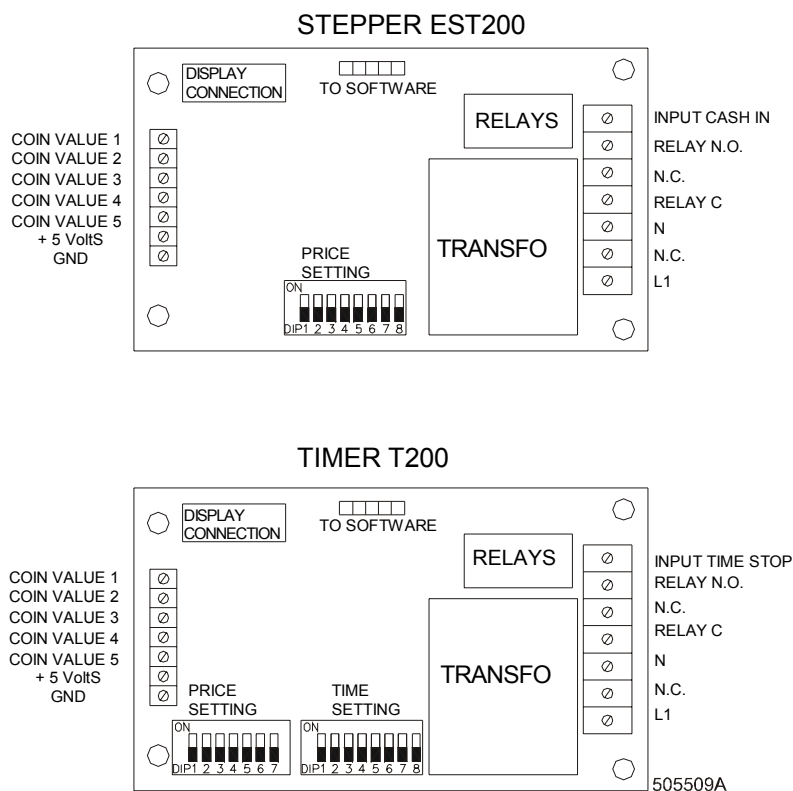 STEPPER EST200
DISPLAY
CONNECTION
TO SOFTWARE
RELAYS
COIN VALUE 1
COIN VALUE 2
COIN VALUE 3
COIN VALUE 4
COIN VALUE 5
+ 5 VoltS
GND
INPUT CASH IN
RELAY N.O.
N.C.
RELAY C
N
N.C.
L1
TRANSFO
PRICE
SETTING
ON
DIP1 2 3 4 5 6 7 8
TIMER T200
DISPLAY
CONNECTION
TO SOFTWARE
RELAYS
COIN VALUE 1
COIN VALUE 2
COIN VALUE 3
COIN VALUE 4
COIN VALUE 5
+ 5 VoltS
GND
INPUT TIME STOP
RELAY N.O.
N.C.
RELAY C
N
N.C.
L1
TRANSFO
PRICE
SETTING
ON
DIP1 2 3 4 5 6 7
TIME
SETTING
ON
DIP1 2 3 4 5 6 7 8
505509A